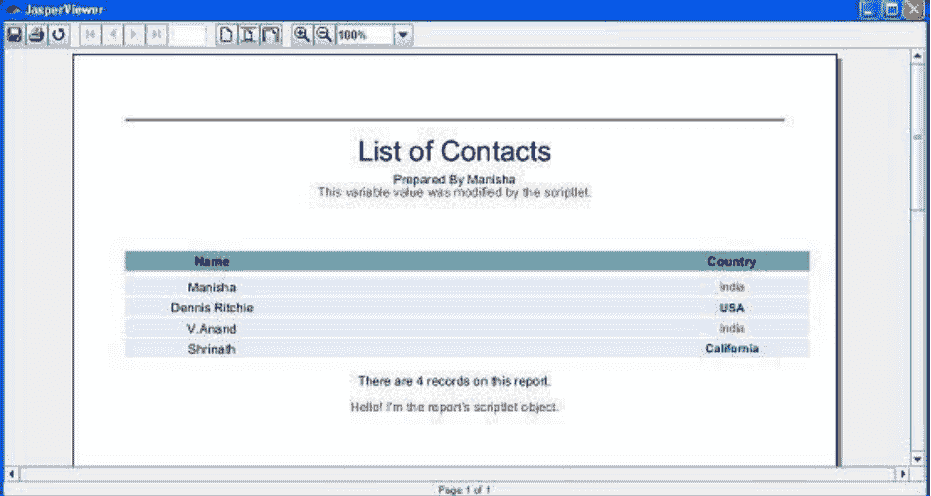 JasperViewer
100%
List of Contacts
Prepared By Manisha
This variable value was modified by the scriptlet.
Name Country
Manisha India
Dennis Ritchie USA
V.Anand India
Shrinath California
There are 4 records on this report.
Hello! I'm the report's scriptlet object.
Page 1 of 1